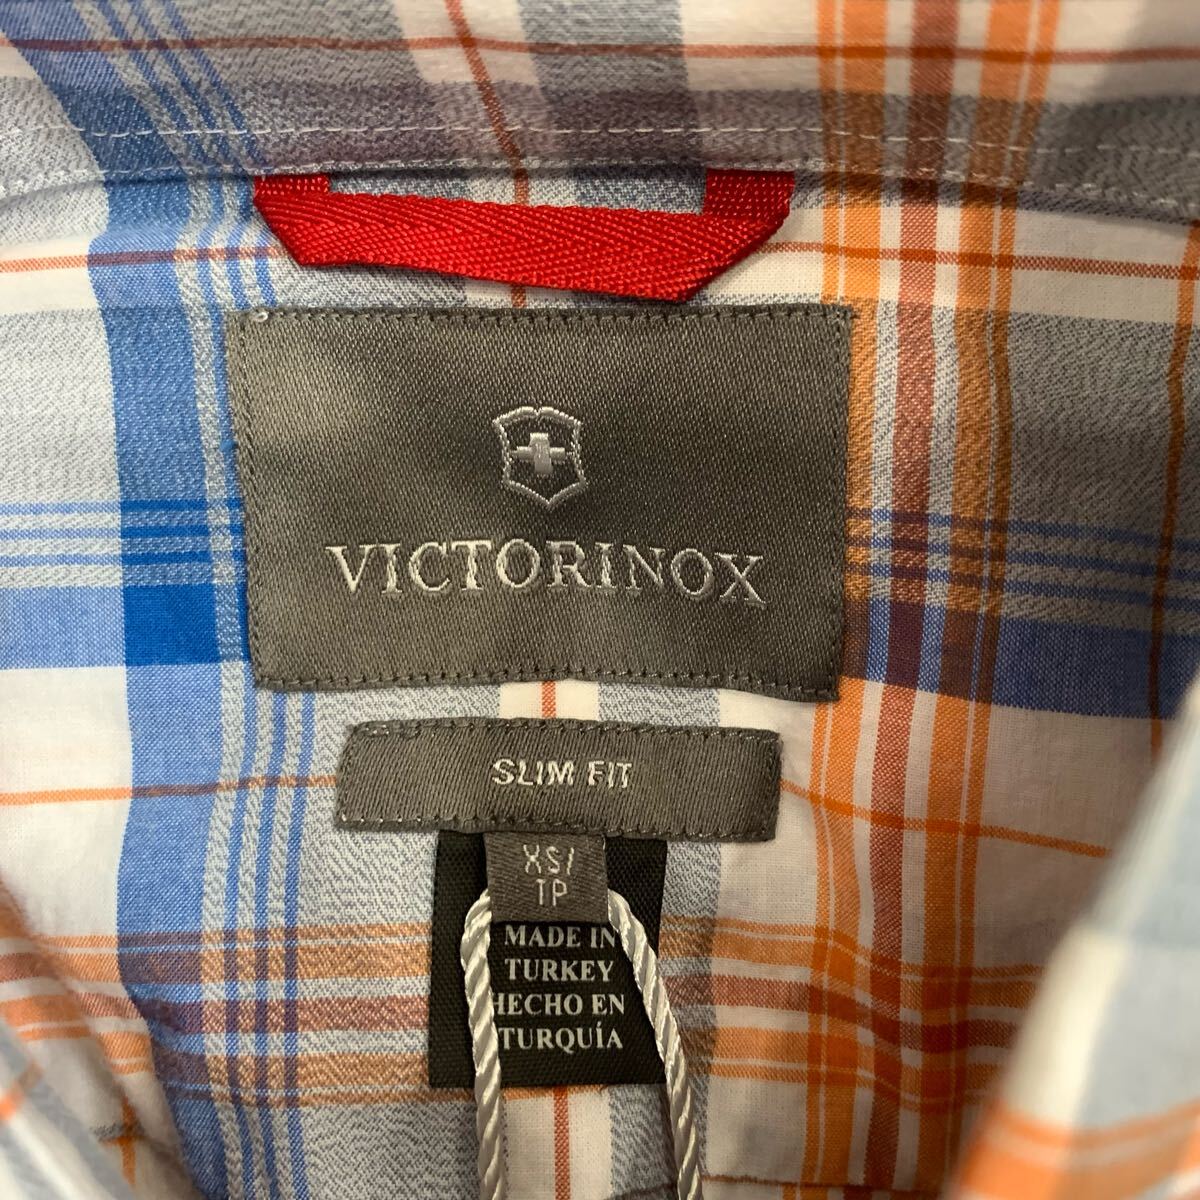 VICTORINOX
SLIM FIT
XS/
TP
MADE IN
TURKEY
HECHO EN
TURQUÍA